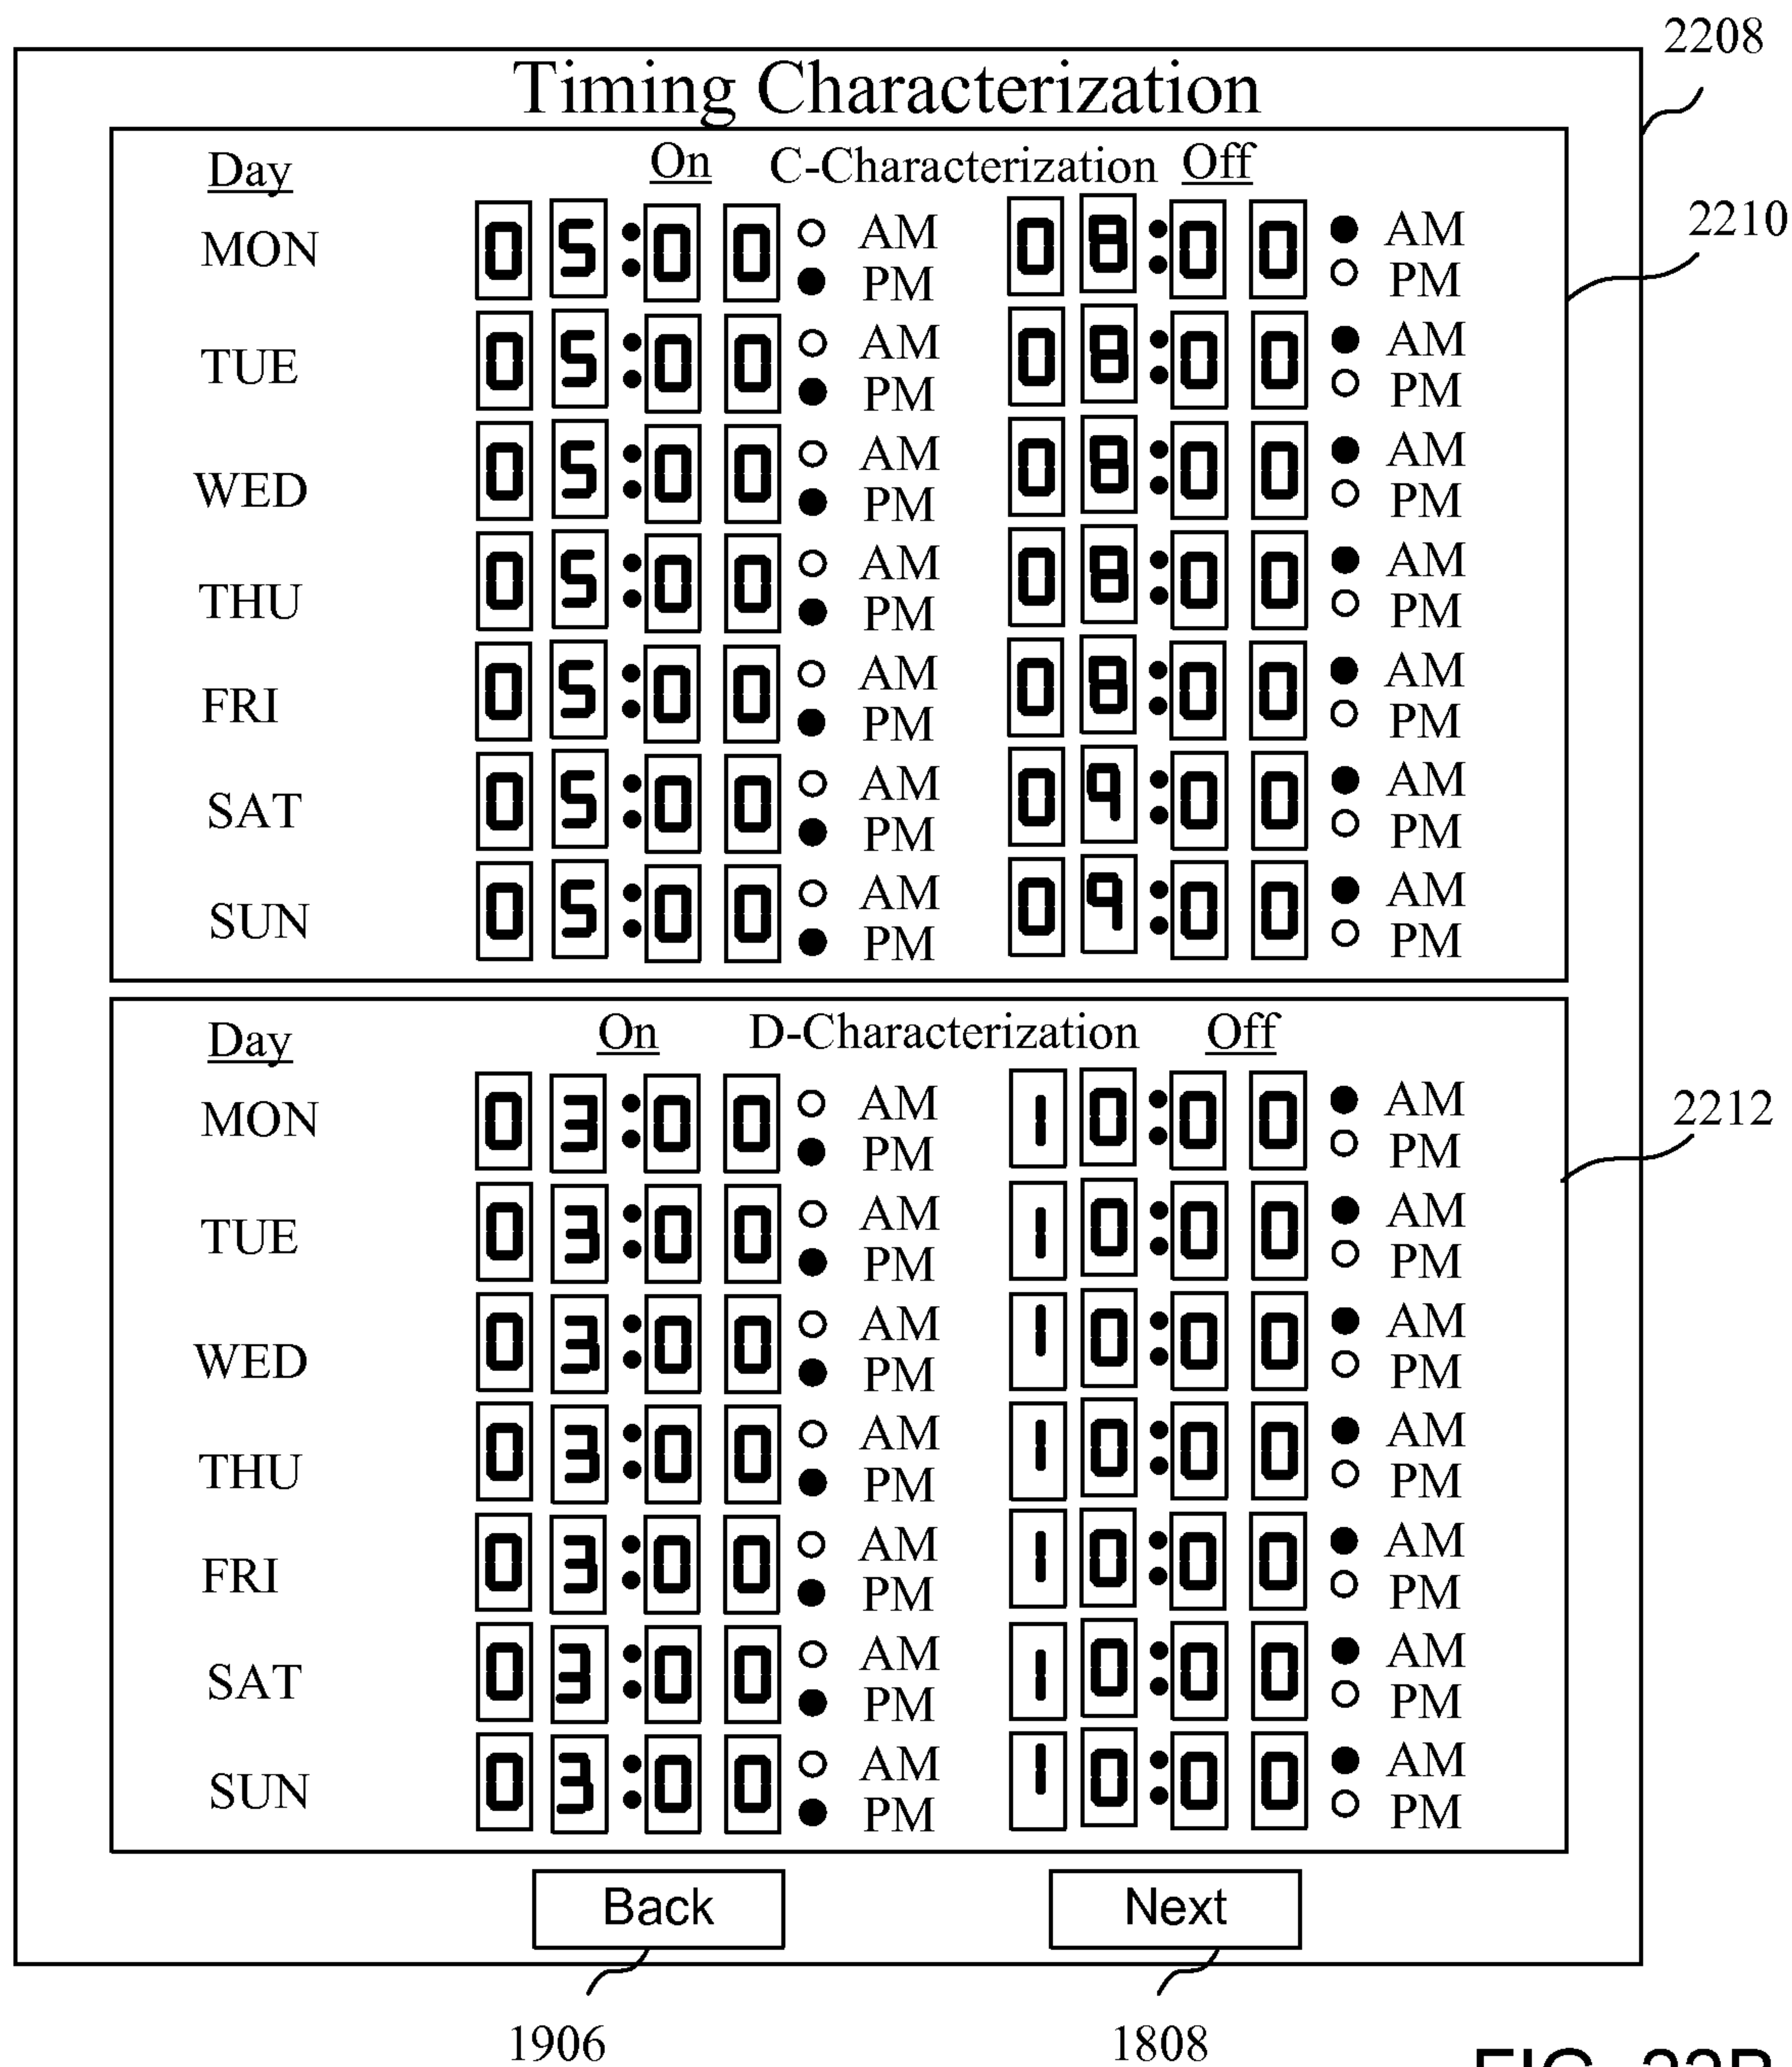 2208
Timing Characterization
Day On C-Characterization Off
2210
MON 05:00 AM PM 08:00 AM PM
TUE 05:00 AM PM 08:00 AM PM
WED 05:00 AM PM 08:00 AM PM
THU 05:00 AM PM 08:00 AM PM
FRI 05:00 AM PM 08:00 AM PM
SAT 05:00 AM PM 09:00 AM PM
SUN 05:00 AM PM 09:00 AM PM
Day On D-Characterization Off
2212
MON 03:00 AM PM 10:00 AM PM
TUE 03:00 AM PM 10:00 AM PM
WED 03:00 AM PM 10:00 AM PM
THU 03:00 AM PM 10:00 AM PM
FRI 03:00 AM PM 10:00 AM PM
SAT 03:00 AM PM 10:00 AM PM
SUN 03:00 AM PM 10:00 AM PM
Back Next
1906 1808
FIG. 22B